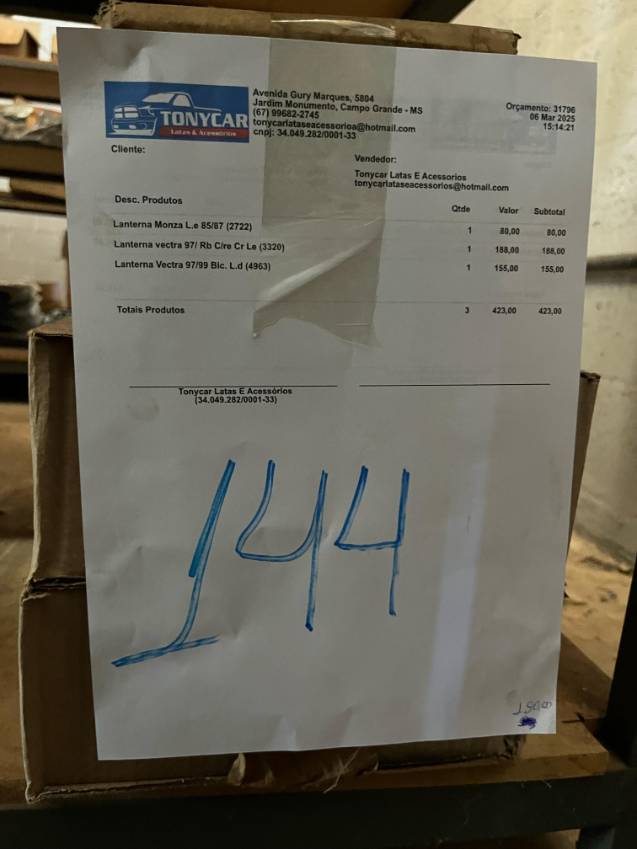 TONYCAR
Latas & Acessórios
Avenida Gury Marques, 5804
Jardim Monumento, Campo Grande - MS
(67) 99682-2745
tonycarlataseacessorioa@hotmail.com
cnpj: 34.049.282/0001-33
Orçamento: 31796
06 Mar 2025
15:14:21
Cliente:
Vendedor:
Tonycar Latas E Acessorios
tonycarlataseacessorios@hotmail.com
Desc. Produtos Qtde Valor Subtotal
Lanterna Monza L.e 85/87 (2722) 1 80,00 80,00
Lanterna vectra 97/ Rb C/re Cr Le (3320) 1 188,00 188,00
Lanterna Vectra 97/99 Bic. L.d (4963) 1 155,00 155,00
Totais Produtos 3 423,00 423,00
Tonycar Latas E Acessórios
(34.049.282/0001-33)
144